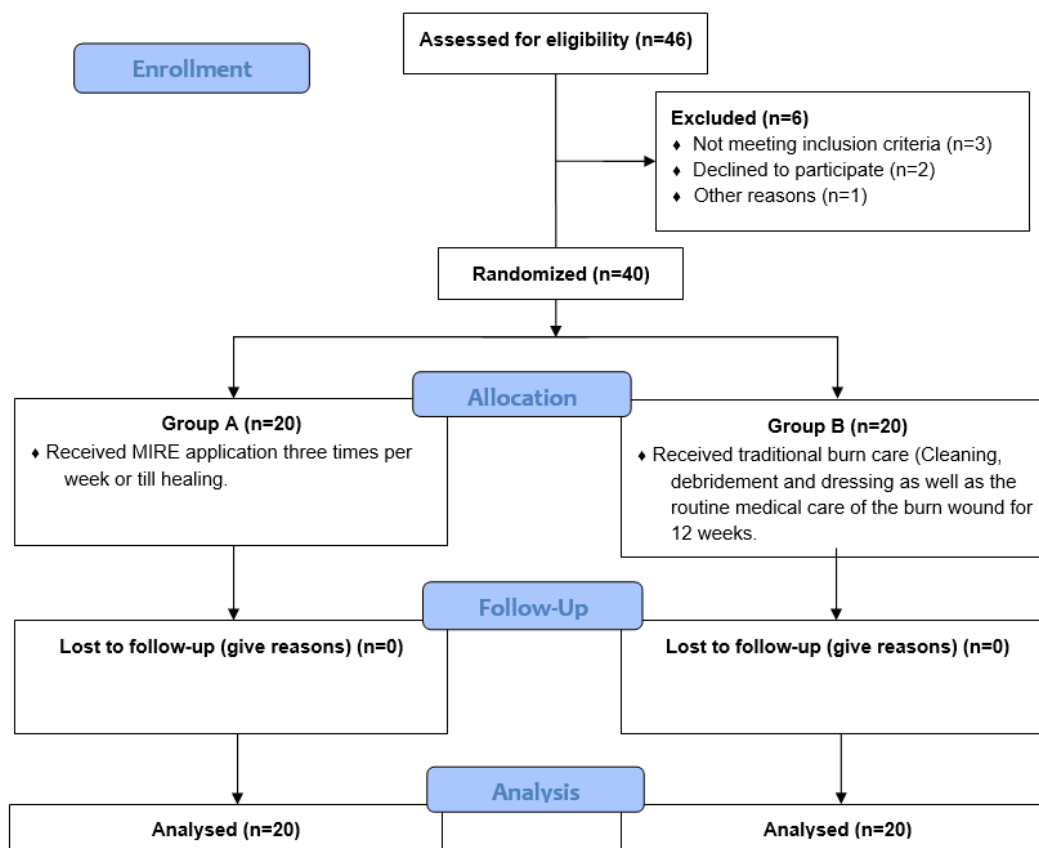 Assessed for eligibility (n=46)
Enrollment
Excluded (n=6)
♦ Not meeting inclusion criteria (n=3)
♦ Declined to participate (n=2)
♦ Other reasons (n=1)
Randomized (n=40)
Allocation
Group A (n=20)
♦ Received MIRE application three times per
week or till healing.
Group B (n=20)
♦ Received traditional burn care (Cleaning,
debridement and dressing as well as the
routine medical care of the burn wound for
12 weeks.
Follow-Up
Lost to follow-up (give reasons) (n=0)
Lost to follow-up (give reasons) (n=0)
Analysis
Analysed (n=20)
Analysed (n=20)